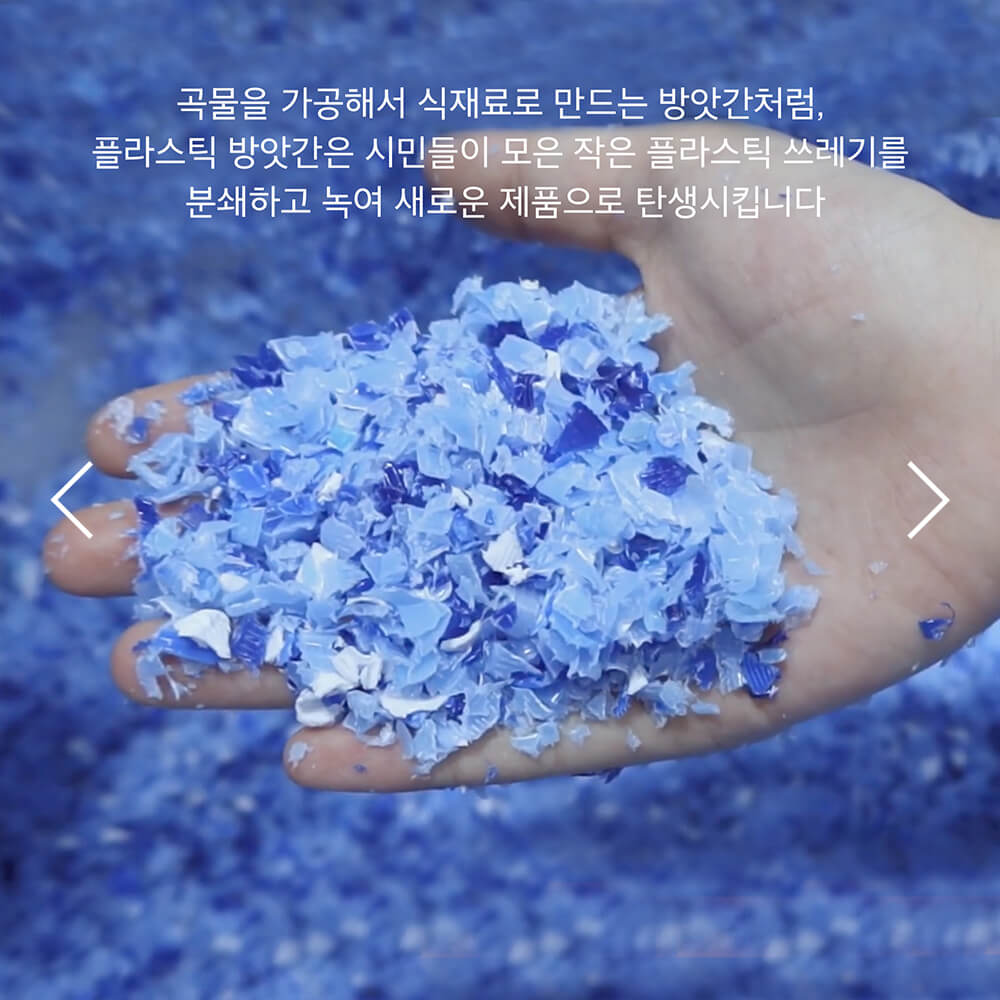 곡물을 가공해서 식재료로 만드는 방앗간처럼,
플라스틱 방앗간은 시민들이 모은 작은 플라스틱 쓰레기를
분쇄하고 녹여 새로운 제품으로 탄생시킵니다